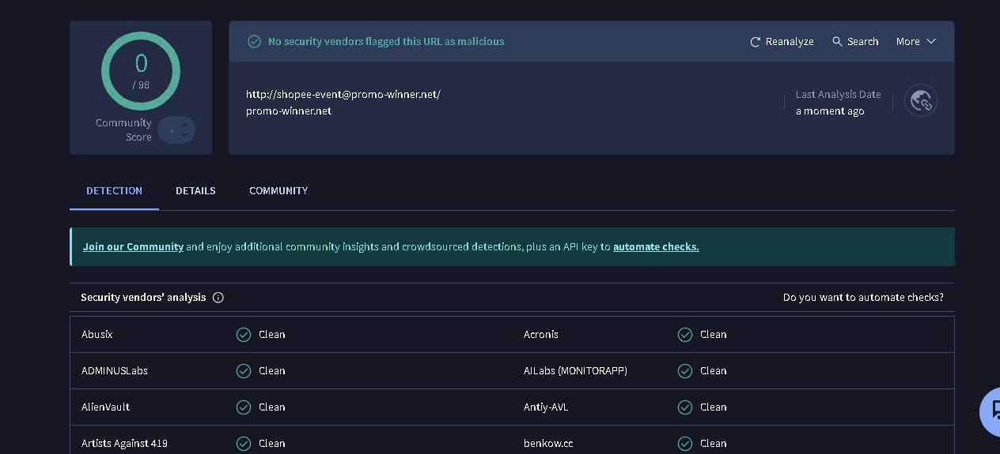 0
/ 98
Community
Score
No security vendors flagged this URL as malicious
Reanalyze
Search
More
http://shopee-event@promo-winner.net/
promo-winner.net
Last Analysis Date
a moment ago
DETECTION
DETAILS
COMMUNITY
Join our Community and enjoy additional community insights and crowdsourced detections, plus an API key to automate checks.
Security vendors' analysis
Do you want to automate checks?
Abusix
Clean
Acronis
Clean
ADMINUSLabs
Clean
AILabs (MONITORAPP)
Clean
AlienVault
Clean
Antiy-AVL
Clean
Artists Against 419
Clean
benkow.cc
Clean